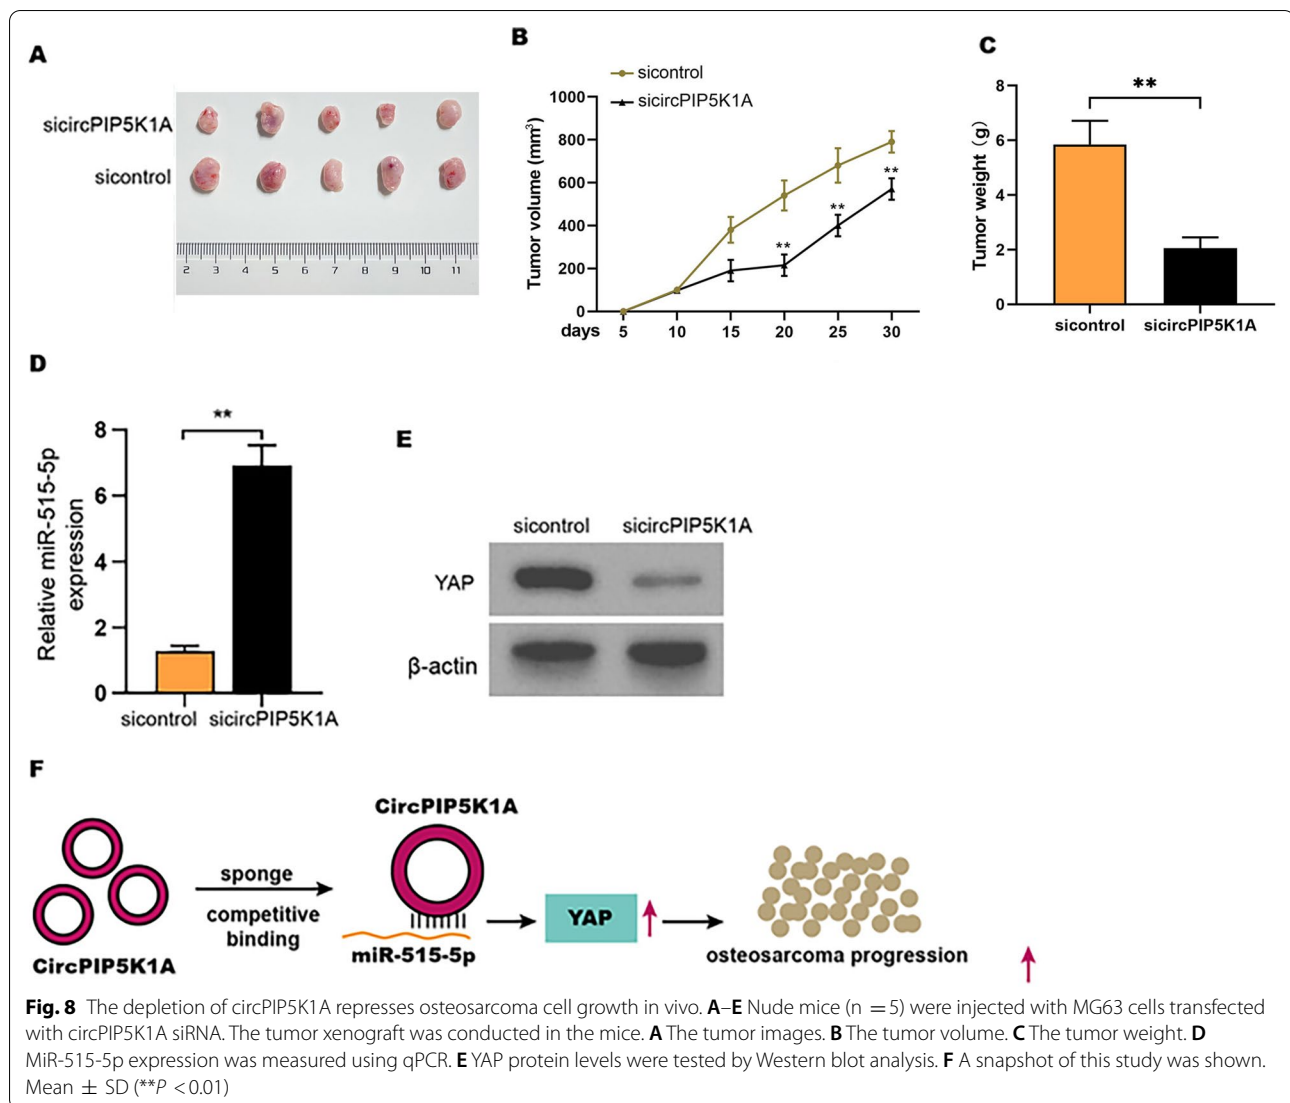 A
sicircPIP5K1A
sicontrol
2 3 4 5 6 7 8 9 10 11
B
sicontrol
sicircPIP5K1A
Tumor volume (mm³)
1000
800
600
400
200
0
**
**
**
days 5 10 15 20 25 30
C
**
Tumor weight (g)
8
6
4
2
0
sicontrol sicircPIP5K1A
D
**
Relative miR-515-5p
expression
8
6
4
2
0
sicontrol sicircPIP5K1A
E
sicontrol sicircPIP5K1A
YAP
β-actin
F
CircPIP5K1A
sponge
competitive
binding
CircPIP5K1A
miR-515-5p
YAP
osteosarcoma progression
Fig. 8 The depletion of circPIP5K1A represses osteosarcoma cell growth in vivo. A–E Nude mice (n = 5) were injected with MG63 cells transfected
with circPIP5K1A siRNA. The tumor xenograft was conducted in the mice. A The tumor images. B The tumor volume. C The tumor weight. D
MiR-515-5p expression was measured using qPCR. E YAP protein levels were tested by Western blot analysis. F A snapshot of this study was shown.
Mean ± SD (**P < 0.01)